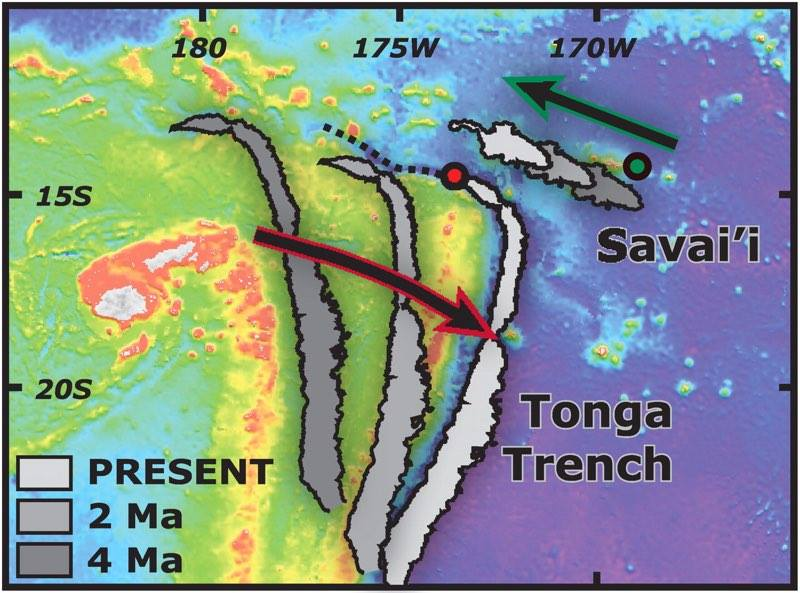 180
175W
170W
15S
Savai'i
20S
Tonga
Trench
PRESENT
2 Ma
4 Ma